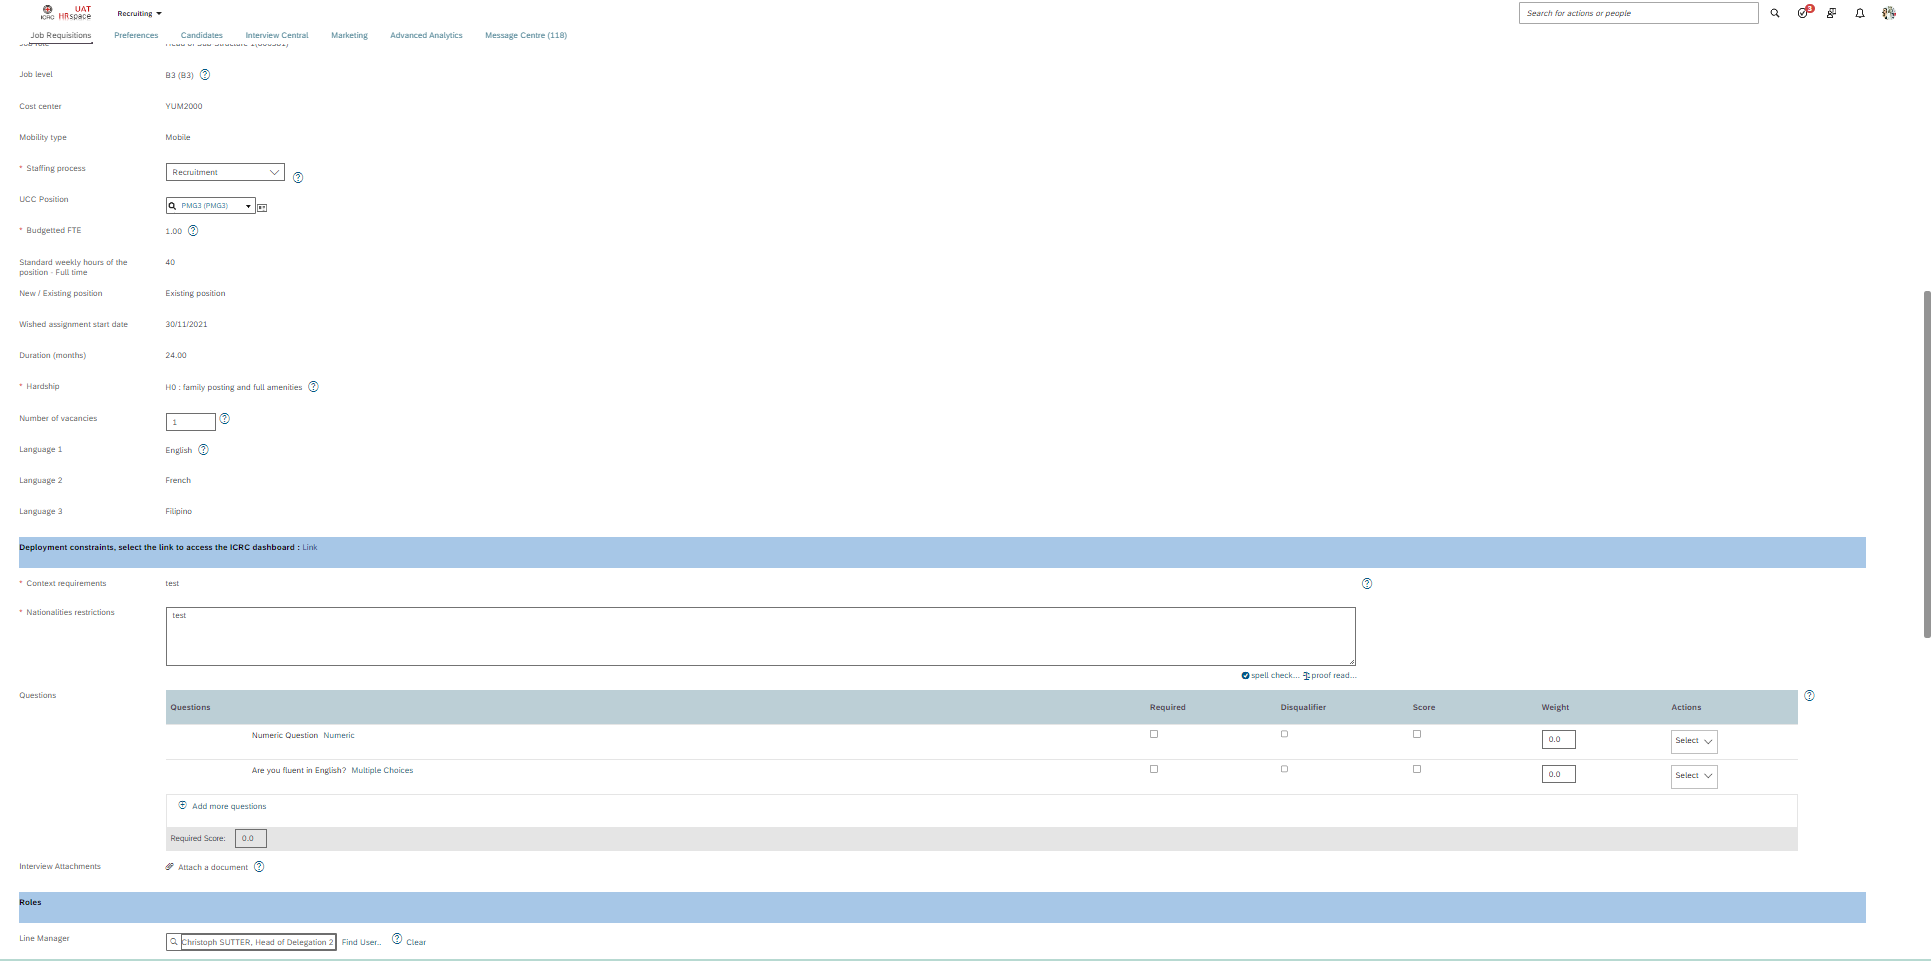 ICRC
UAT
HRspace
Recruiting
Search for actions or people
3
Job Requisitions
Preferences
Candidates
Interview Central
Marketing
Advanced Analytics
Message Centre (118)
Job level
B3 (B3)
Cost center
YUM2000
Mobility type
Mobile
* Staffing process
Recruitment
UCC Position
PMG3 (PMG3)
* Budgetted FTE
1.00
Standard weekly hours of the
position - Full time
40
New / Existing position
Existing position
Wished assignment start date
30/11/2021
Duration (months)
24.00
* Hardship
H0 : family posting and full amenities
Number of vacancies
1
Language 1
English
Language 2
French
Language 3
Filipino
Deployment constraints, select the link to access the ICRC dashboard : Link
* Context requirements
test
* Nationalities restrictions
test
spell check... proof read...
Questions
Questions
Required
Disqualifier
Score
Weight
Actions
Numeric Question Numeric
0.0
Select
Are you fluent in English? Multiple Choices
0.0
Select
Add more questions
Required Score: 0.0
Interview Attachments
Attach a document
Roles
Line Manager
Christoph SUTTER, Head of Delegation 2
Find User..
Clear